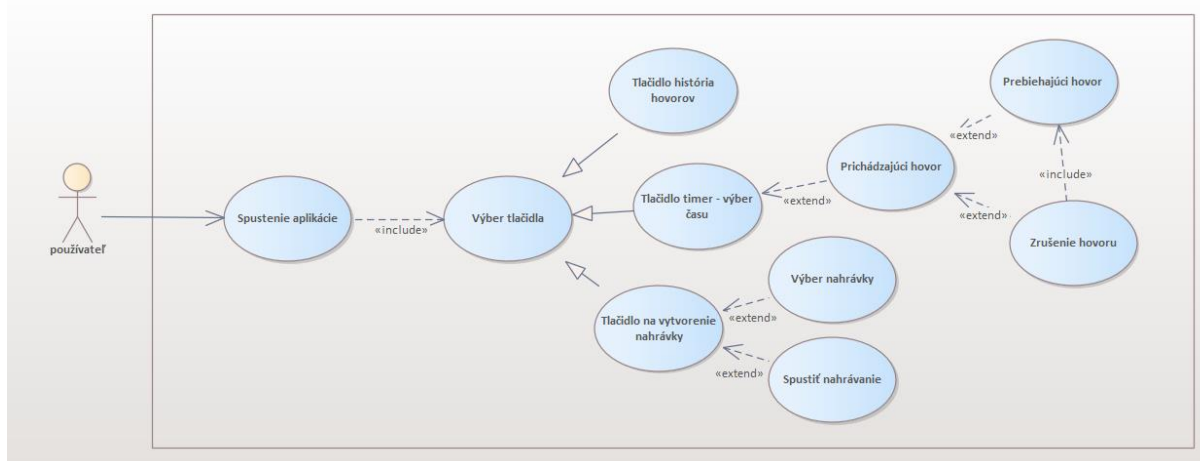 používateľ
Spustenie aplikácie
«include»
Výber tlačidla
Tlačidlo história
hovorov
Tlačidlo timer - výber
času
«extend»
Prichádzajúci hovor
«extend»
Prebiehajúci hovor
«include»
«extend»
Zrušenie hovoru
Tlačidlo na vytvorenie
nahrávky
«extend»
Výber nahrávky
«extend»
Spustiť nahrávanie